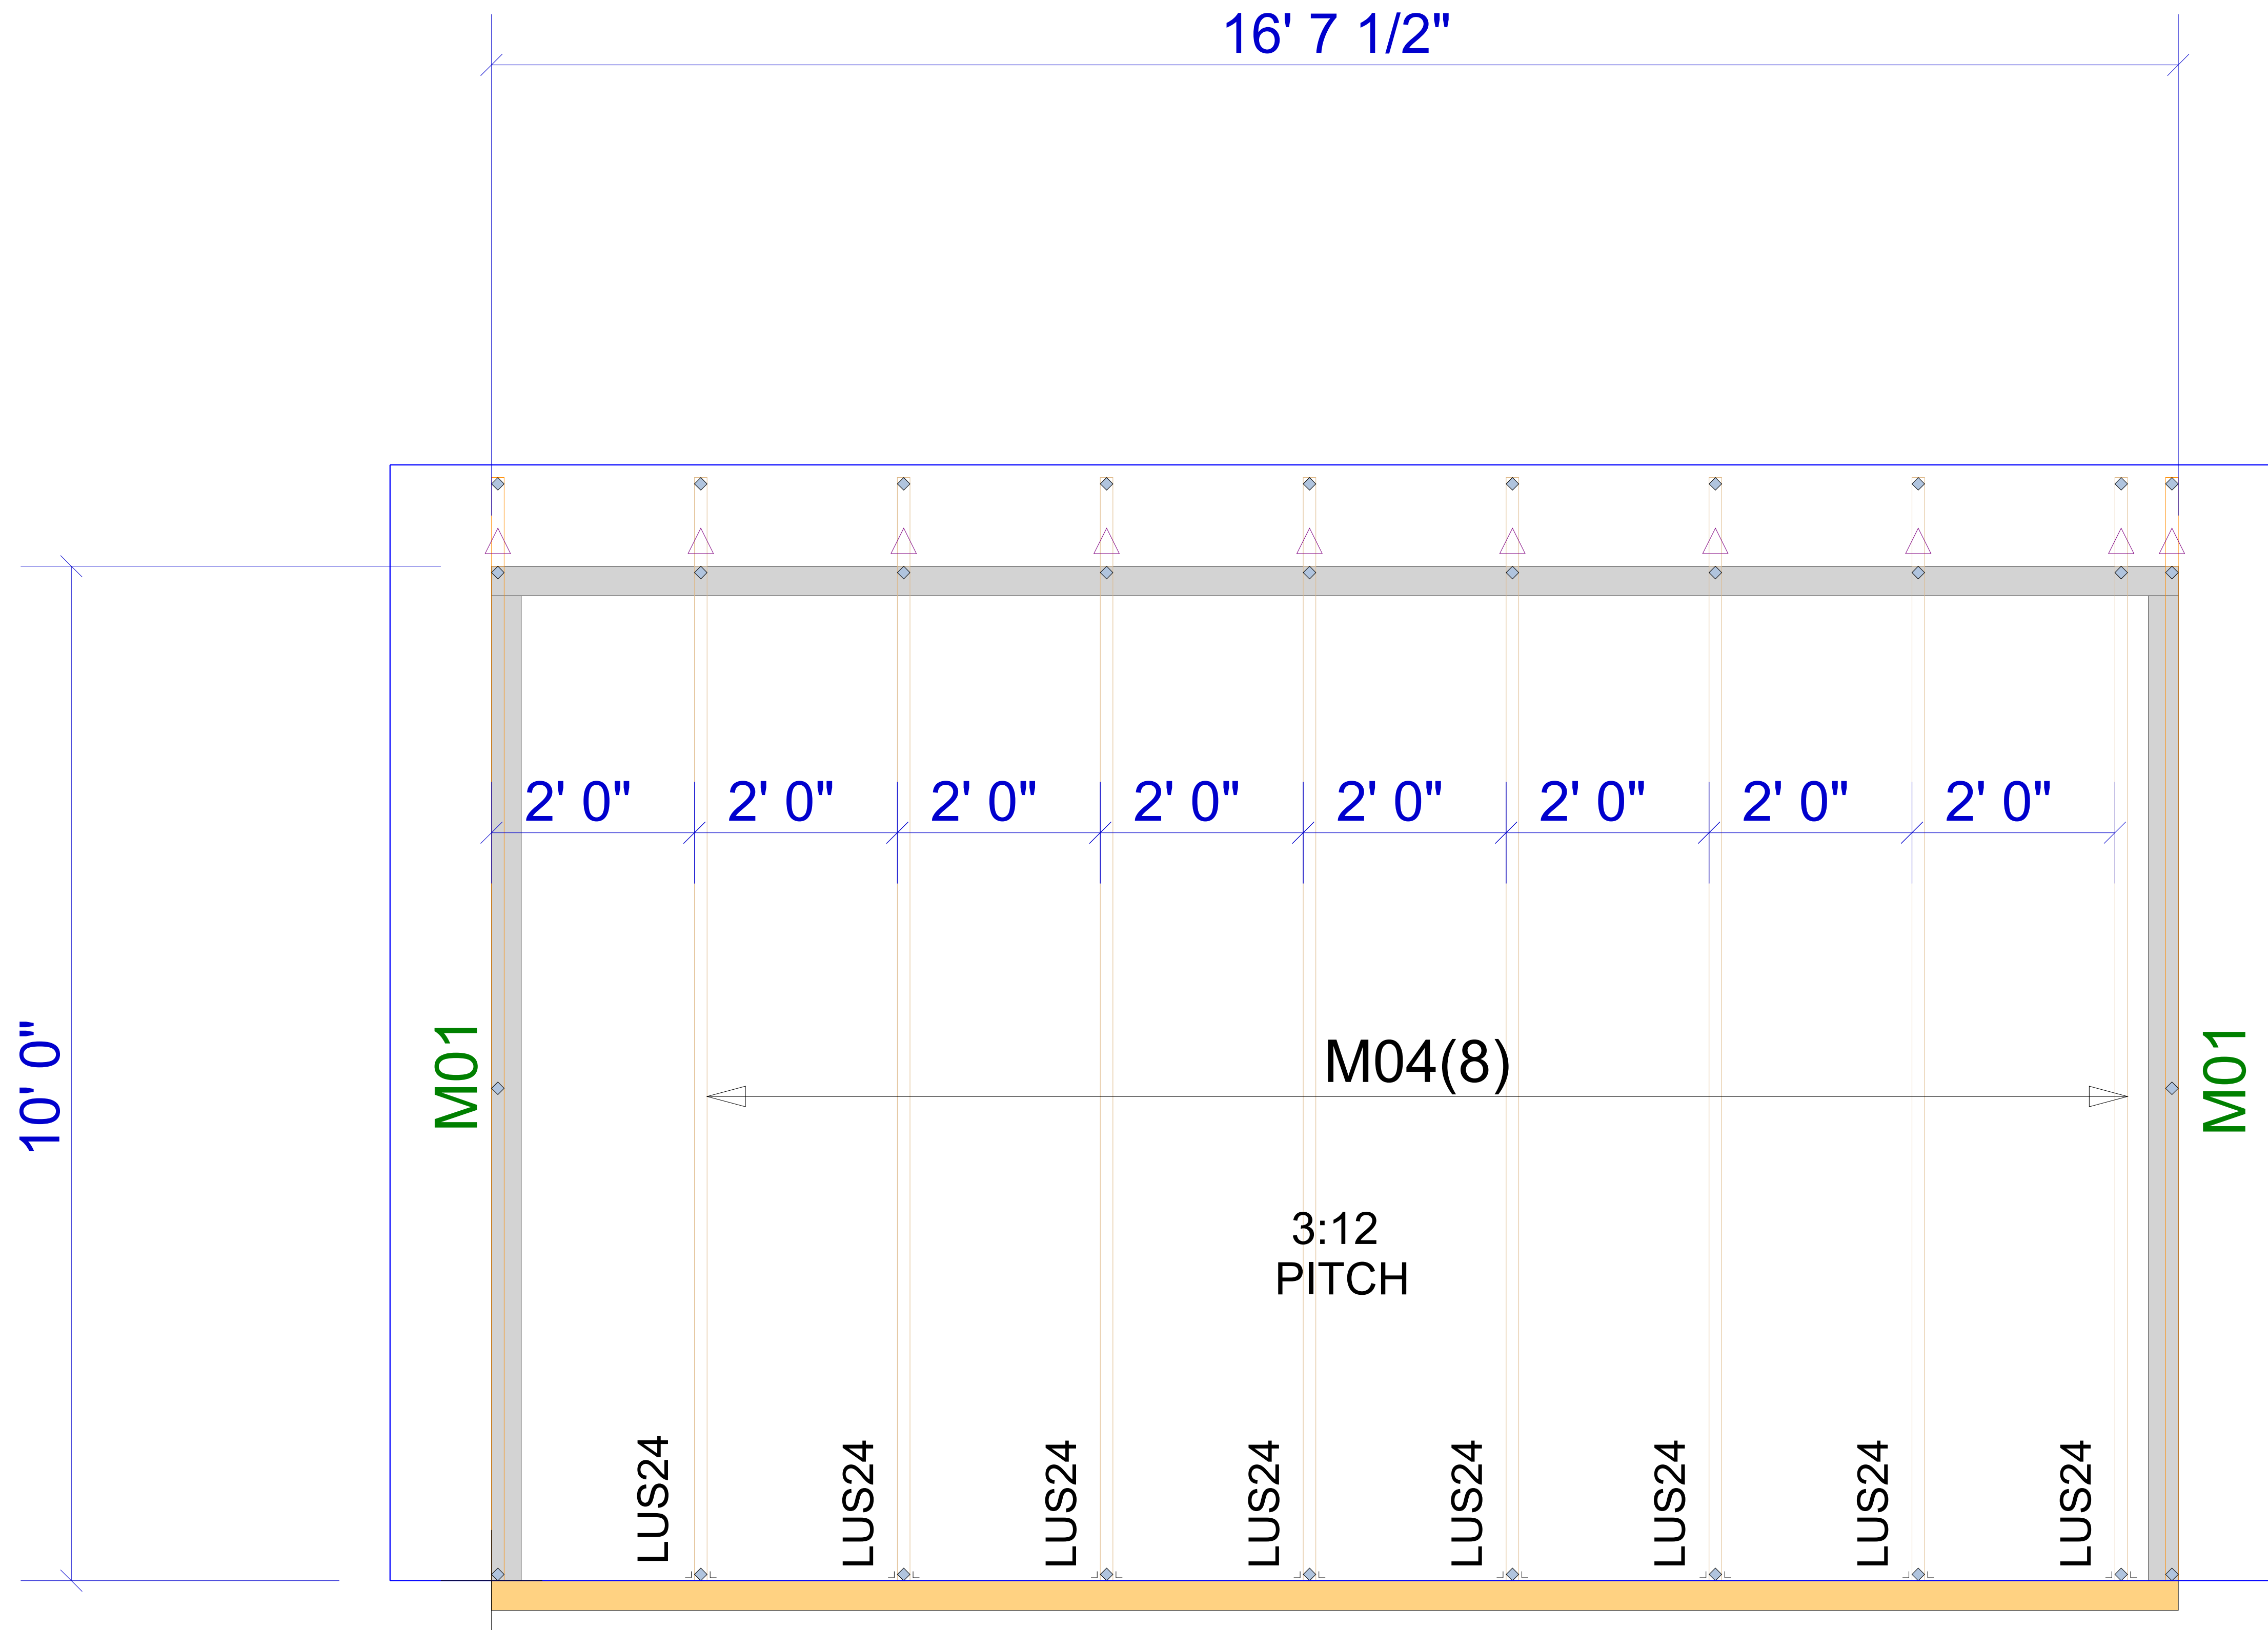 16' 7 1/2"
2' 0"
2' 0"
2' 0"
2' 0"
2' 0"
2' 0"
2' 0"
2' 0"
10' 0"
M01
M04(8)
M01
3:12
PITCH
LUS24
LUS24
LUS24
LUS24
LUS24
LUS24
LUS24
LUS24